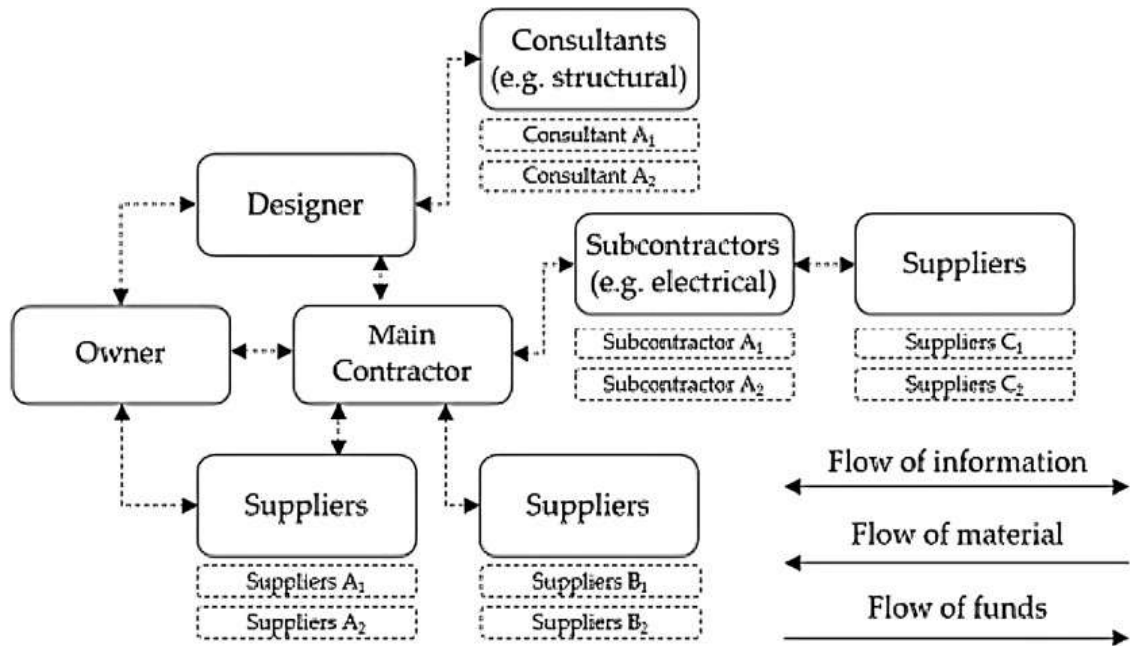 Consultants
(e.g. structural)
Consultant A₁
Consultant A₂
Designer
Subcontractors
(e.g. electrical)
Subcontractor A₁
Subcontractor A₂
Suppliers
Suppliers C₁
Suppliers C₂
Owner
Main
Contractor
Suppliers
Suppliers A₁
Suppliers A₂
Suppliers
Suppliers B₁
Suppliers B₂
Flow of information
Flow of material
Flow of funds